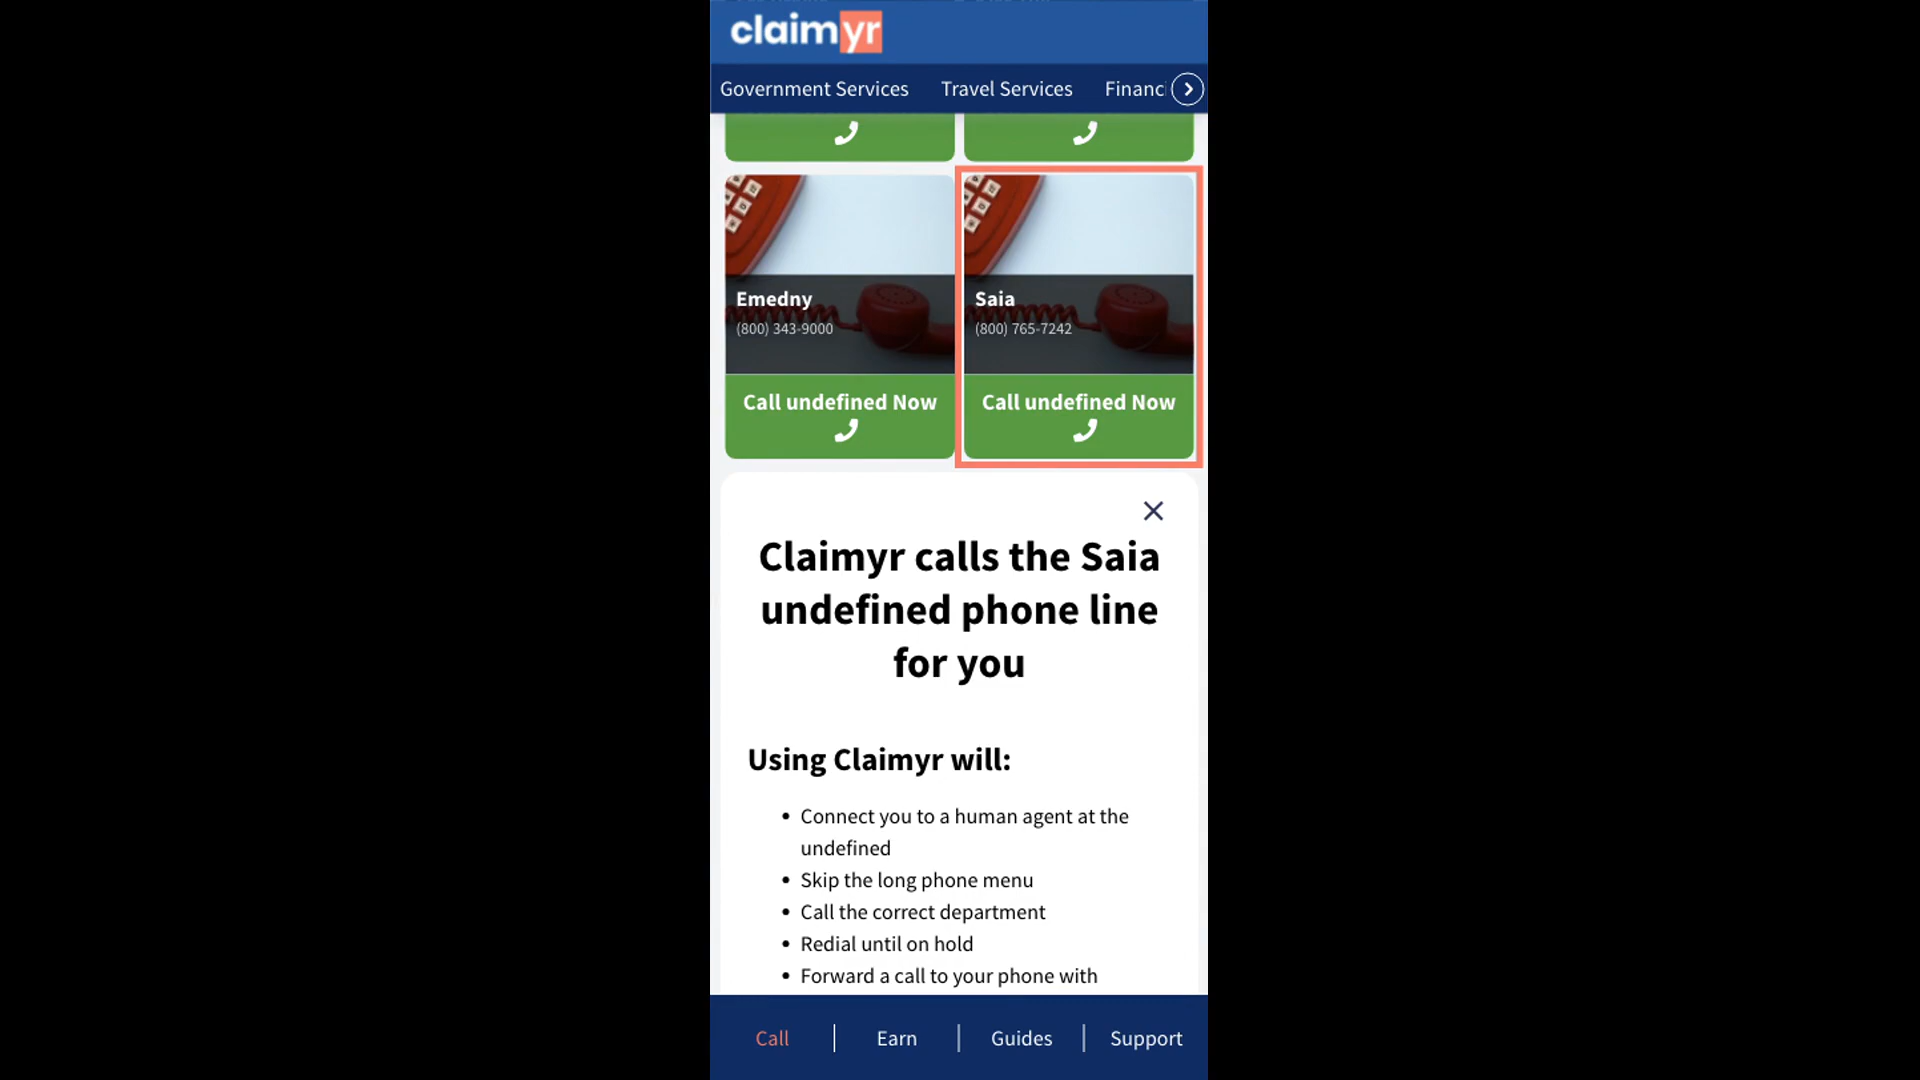 claimyr
Government Services
Travel Services
Financi
Emedny
(800) 343-9000
Call undefined Now
Saia
(800) 765-7242
Call undefined Now
Claimyr calls the Saia
undefined phone line
for you
Using Claimyr will:
• Connect you to a human agent at the
undefined
• Skip the long phone menu
• Call the correct department
• Redial until on hold
• Forward a call to your phone with
Call
Earn
Guides
Support